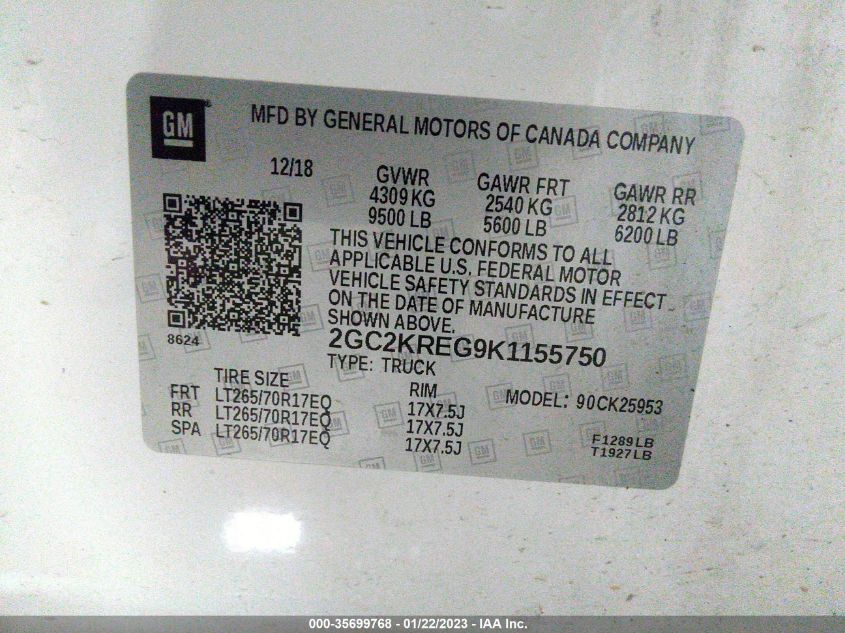 GM
MFD BY GENERAL MOTORS OF CANADA COMPANY
12/18
GVWR GAWR FRT GAWR RR
4309 KG 2540 KG 2812 KG
9500 LB 5600 LB 6200 LB
THIS VEHICLE CONFORMS TO ALL
APPLICABLE U.S. FEDERAL MOTOR
VEHICLE SAFETY STANDARDS IN EFFECT
ON THE DATE OF MANUFACTURE
SHOWN ABOVE.
8624
2GC2KREG9K1155750
TYPE: TRUCK
TIRE SIZE RIM MODEL: 90CK25953
FRT LT265/70R17EQ 17X7.5J
RR LT265/70R17EQ 17X7.5J
SPA LT265/70R17EQ 17X7.5J
F1289LB
T1927LB
000-35699768 - 01/22/2023 - IAA Inc.